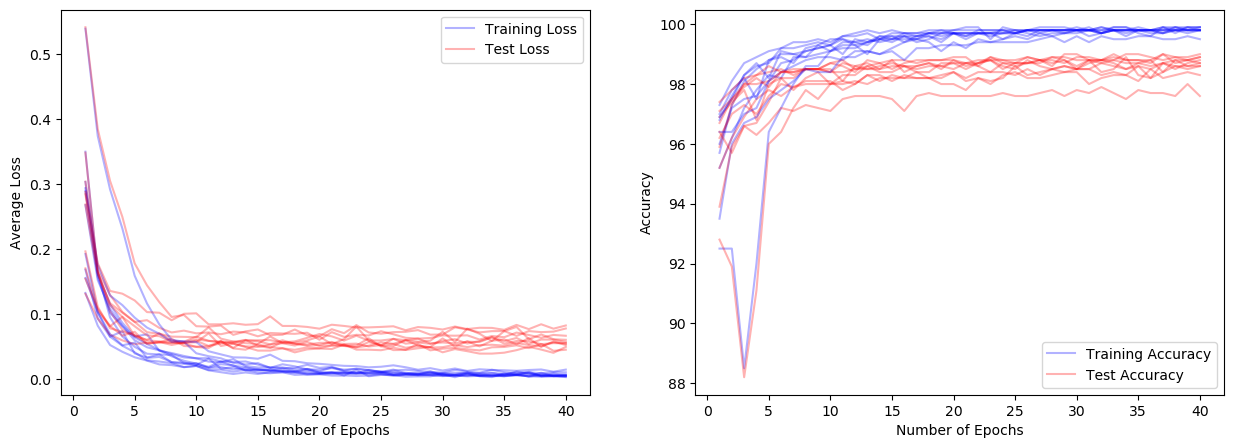 Training Loss
Test Loss
0.5
0.4
0.3
0.2
0.1
0.0
Average Loss
0 5 10 15 20 25 30 35 40
Number of Epochs
100
98
96
94
92
90
88
Accuracy
Training Accuracy
Test Accuracy
0 5 10 15 20 25 30 35 40
Number of Epochs